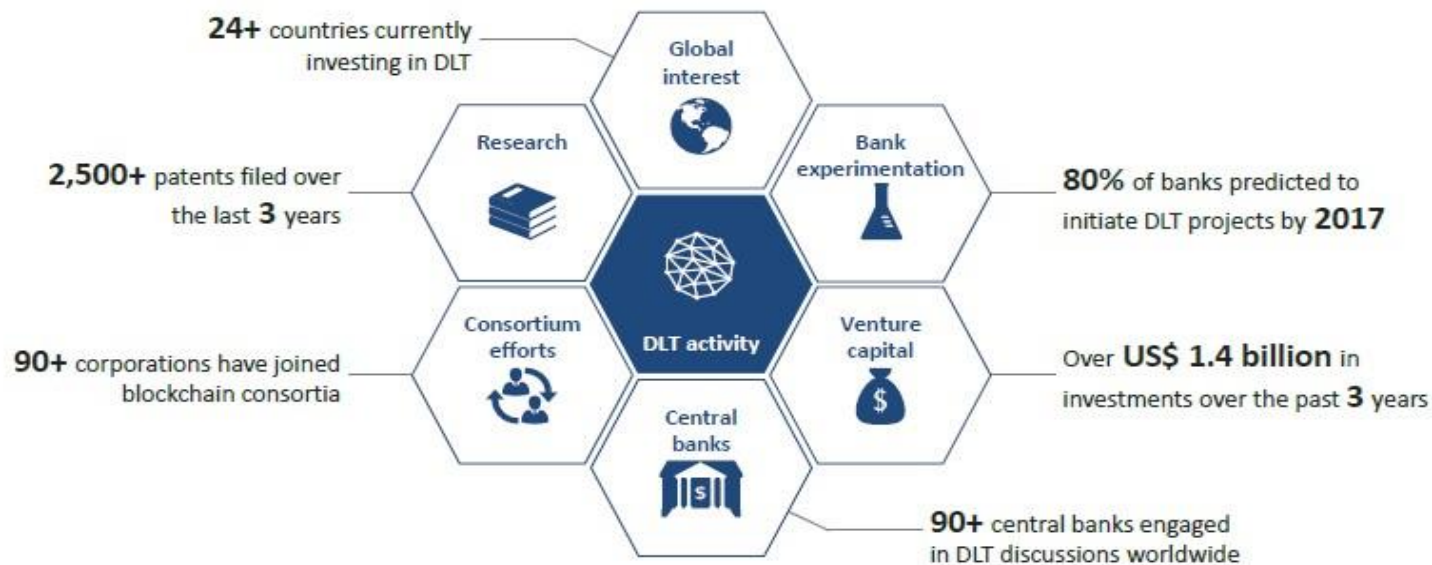 24+ countries currently
investing in DLT
Global
interest
Research
2,500+ patents filed over
the last 3 years
Bank
experimentation
80% of banks predicted to
initiate DLT projects by 2017
DLT activity
Consortium
efforts
90+ corporations have joined
blockchain consortia
Venture
capital
$
Over US$ 1.4 billion in
investments over the past 3 years
Central
banks
$
90+ central banks engaged
in DLT discussions worldwide